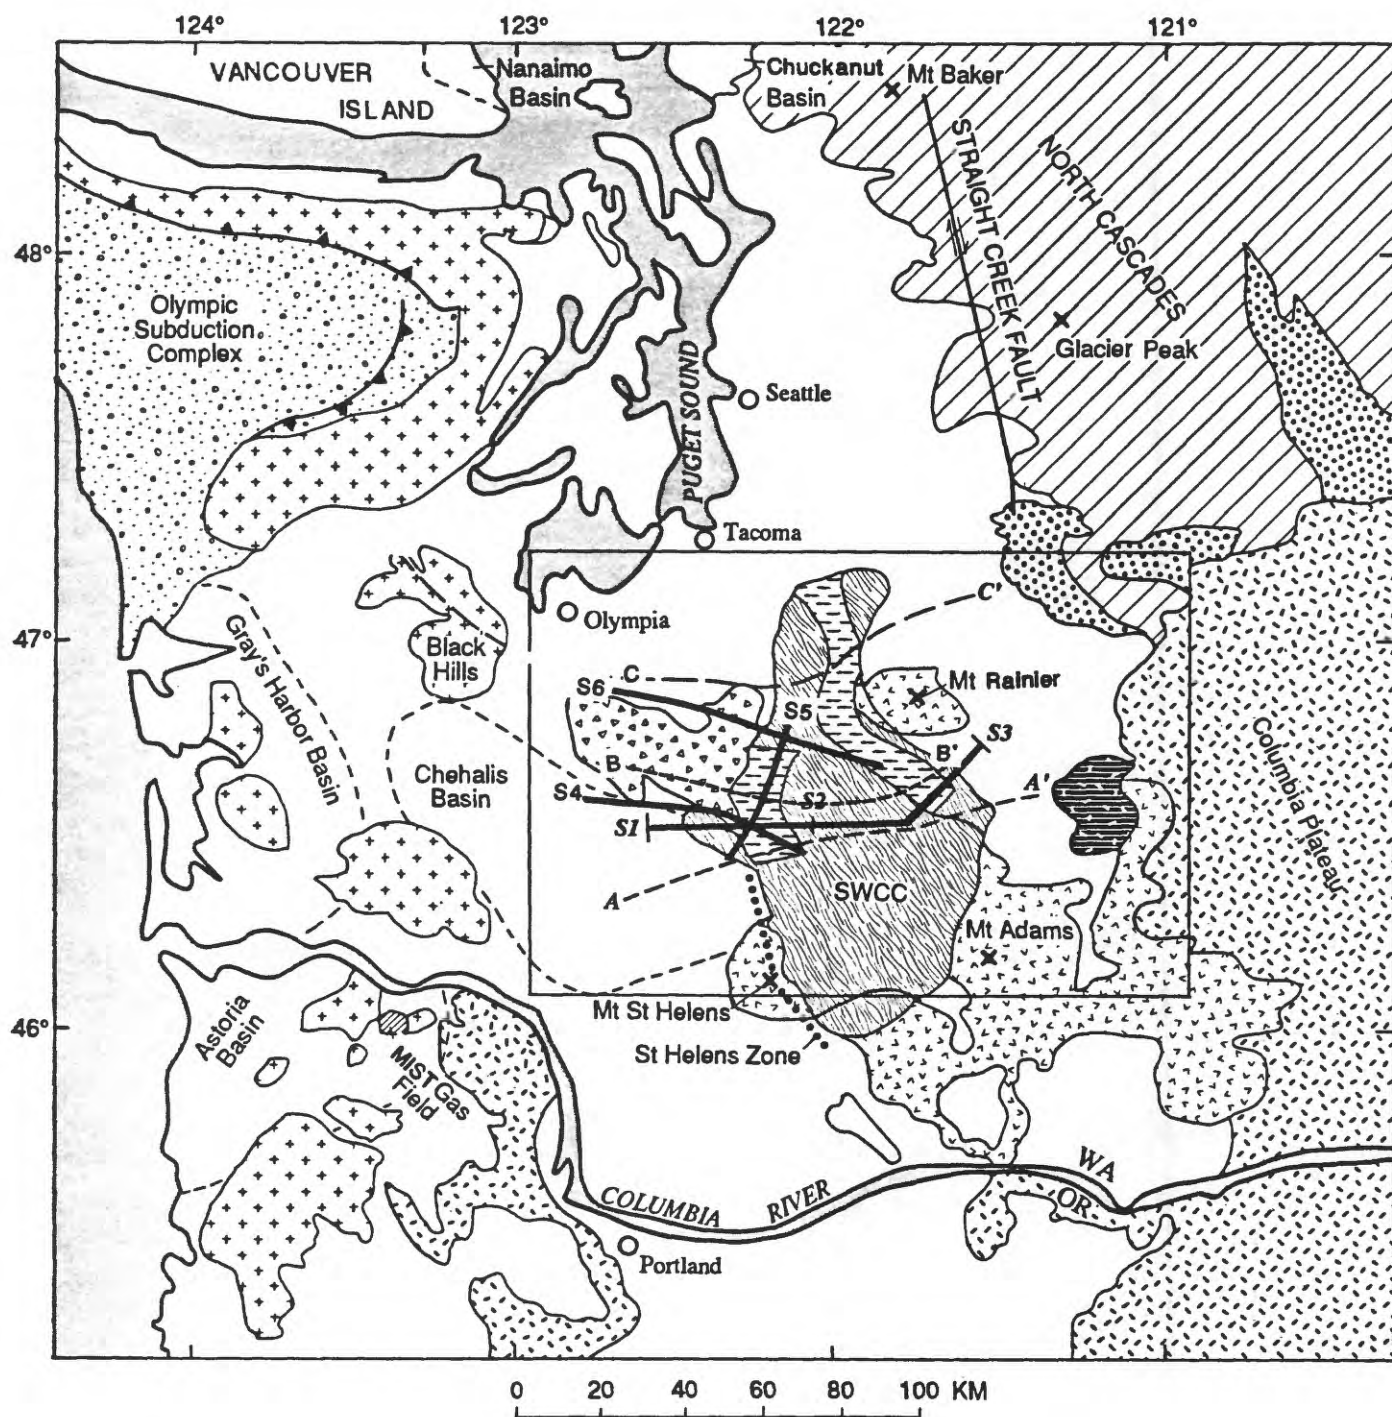 124° 123° 122° 121°
VANCOUVER
ISLAND
Nanaimo
Basin
Chuckanut
Basin
Mt Baker
STRAIGHT CREEK FAULT
NORTH CASCADES
48°
Olympic
Subduction
Complex
Glacier Peak
Seattle
PUGET SOUND
Tacoma
Olympia
C'
47°
Gray's Harbor
Basin
Black
Hills
C
S6
S5
Mt Rainier
S3
Chehalis
Basin
B
B'
S4
S2
S1
A'
Columbia Plateau
A
SWCC
Mt Adams
Mt St Helens
St Helens Zone
46°
Astoria
Basin
MIST Gas
Field
COLUMBIA RIVER
WA
OR
Portland
0 20 40 60 80 100 KM